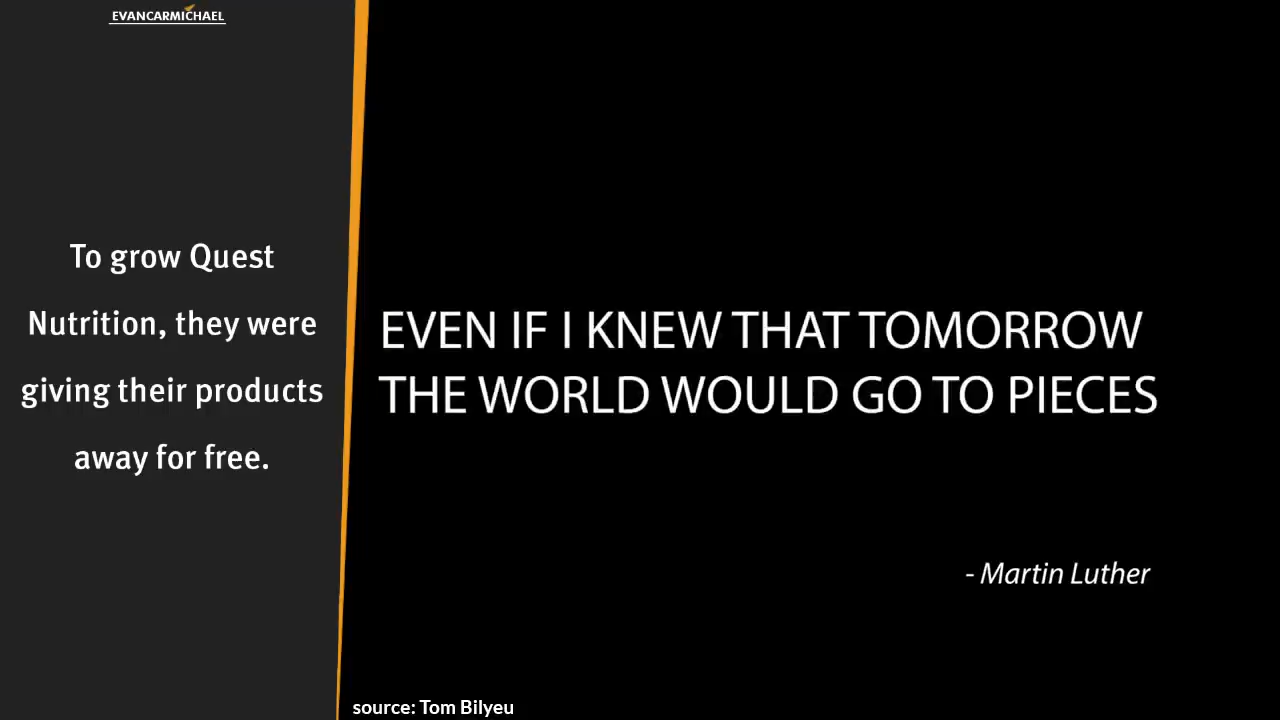 EVANCARMICHAEL
To grow Quest
Nutrition, they were
giving their products
away for free.
EVEN IF I KNEW THAT TOMORROW
THE WORLD WOULD GO TO PIECES
- Martin Luther
source: Tom Bilyeu